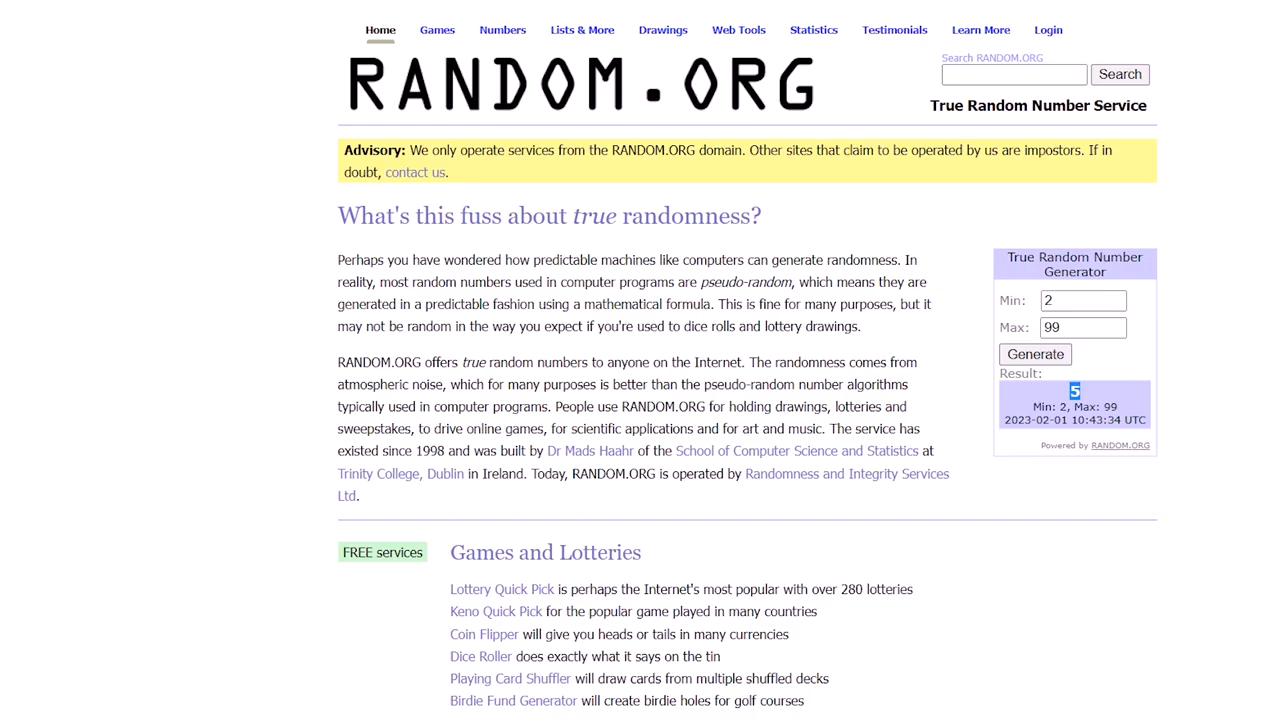 Home Games Numbers Lists & More Drawings Web Tools Statistics Testimonials Learn More Login
RANDOM.ORG
Search RANDOM.ORG
Search
True Random Number Service
Advisory: We only operate services from the RANDOM.ORG domain. Other sites that claim to be operated by us are impostors. If in
doubt, contact us.
What's this fuss about true randomness?
Perhaps you have wondered how predictable machines like computers can generate randomness. In
reality, most random numbers used in computer programs are pseudo-random, which means they are
generated in a predictable fashion using a mathematical formula. This is fine for many purposes, but it
may not be random in the way you expect if you're used to dice rolls and lottery drawings.
RANDOM.ORG offers true random numbers to anyone on the Internet. The randomness comes from
atmospheric noise, which for many purposes is better than the pseudo-random number algorithms
typically used in computer programs. People use RANDOM.ORG for holding drawings, lotteries and
sweepstakes, to drive online games, for scientific applications and for art and music. The service has
existed since 1998 and was built by Dr Mads Haahr of the School of Computer Science and Statistics at
Trinity College, Dublin in Ireland. Today, RANDOM.ORG is operated by Randomness and Integrity Services
Ltd.
True Random Number
Generator
Min: 2
Max: 99
Generate
Result:
5
Min: 2, Max: 99
2023-02-01 10:43:34 UTC
Powered by RANDOM.ORG
FREE services
Games and Lotteries
Lottery Quick Pick is perhaps the Internet's most popular with over 280 lotteries
Keno Quick Pick for the popular game played in many countries
Coin Flipper will give you heads or tails in many currencies
Dice Roller does exactly what it says on the tin
Playing Card Shuffler will draw cards from multiple shuffled decks
Birdie Fund Generator will create birdie holes for golf courses